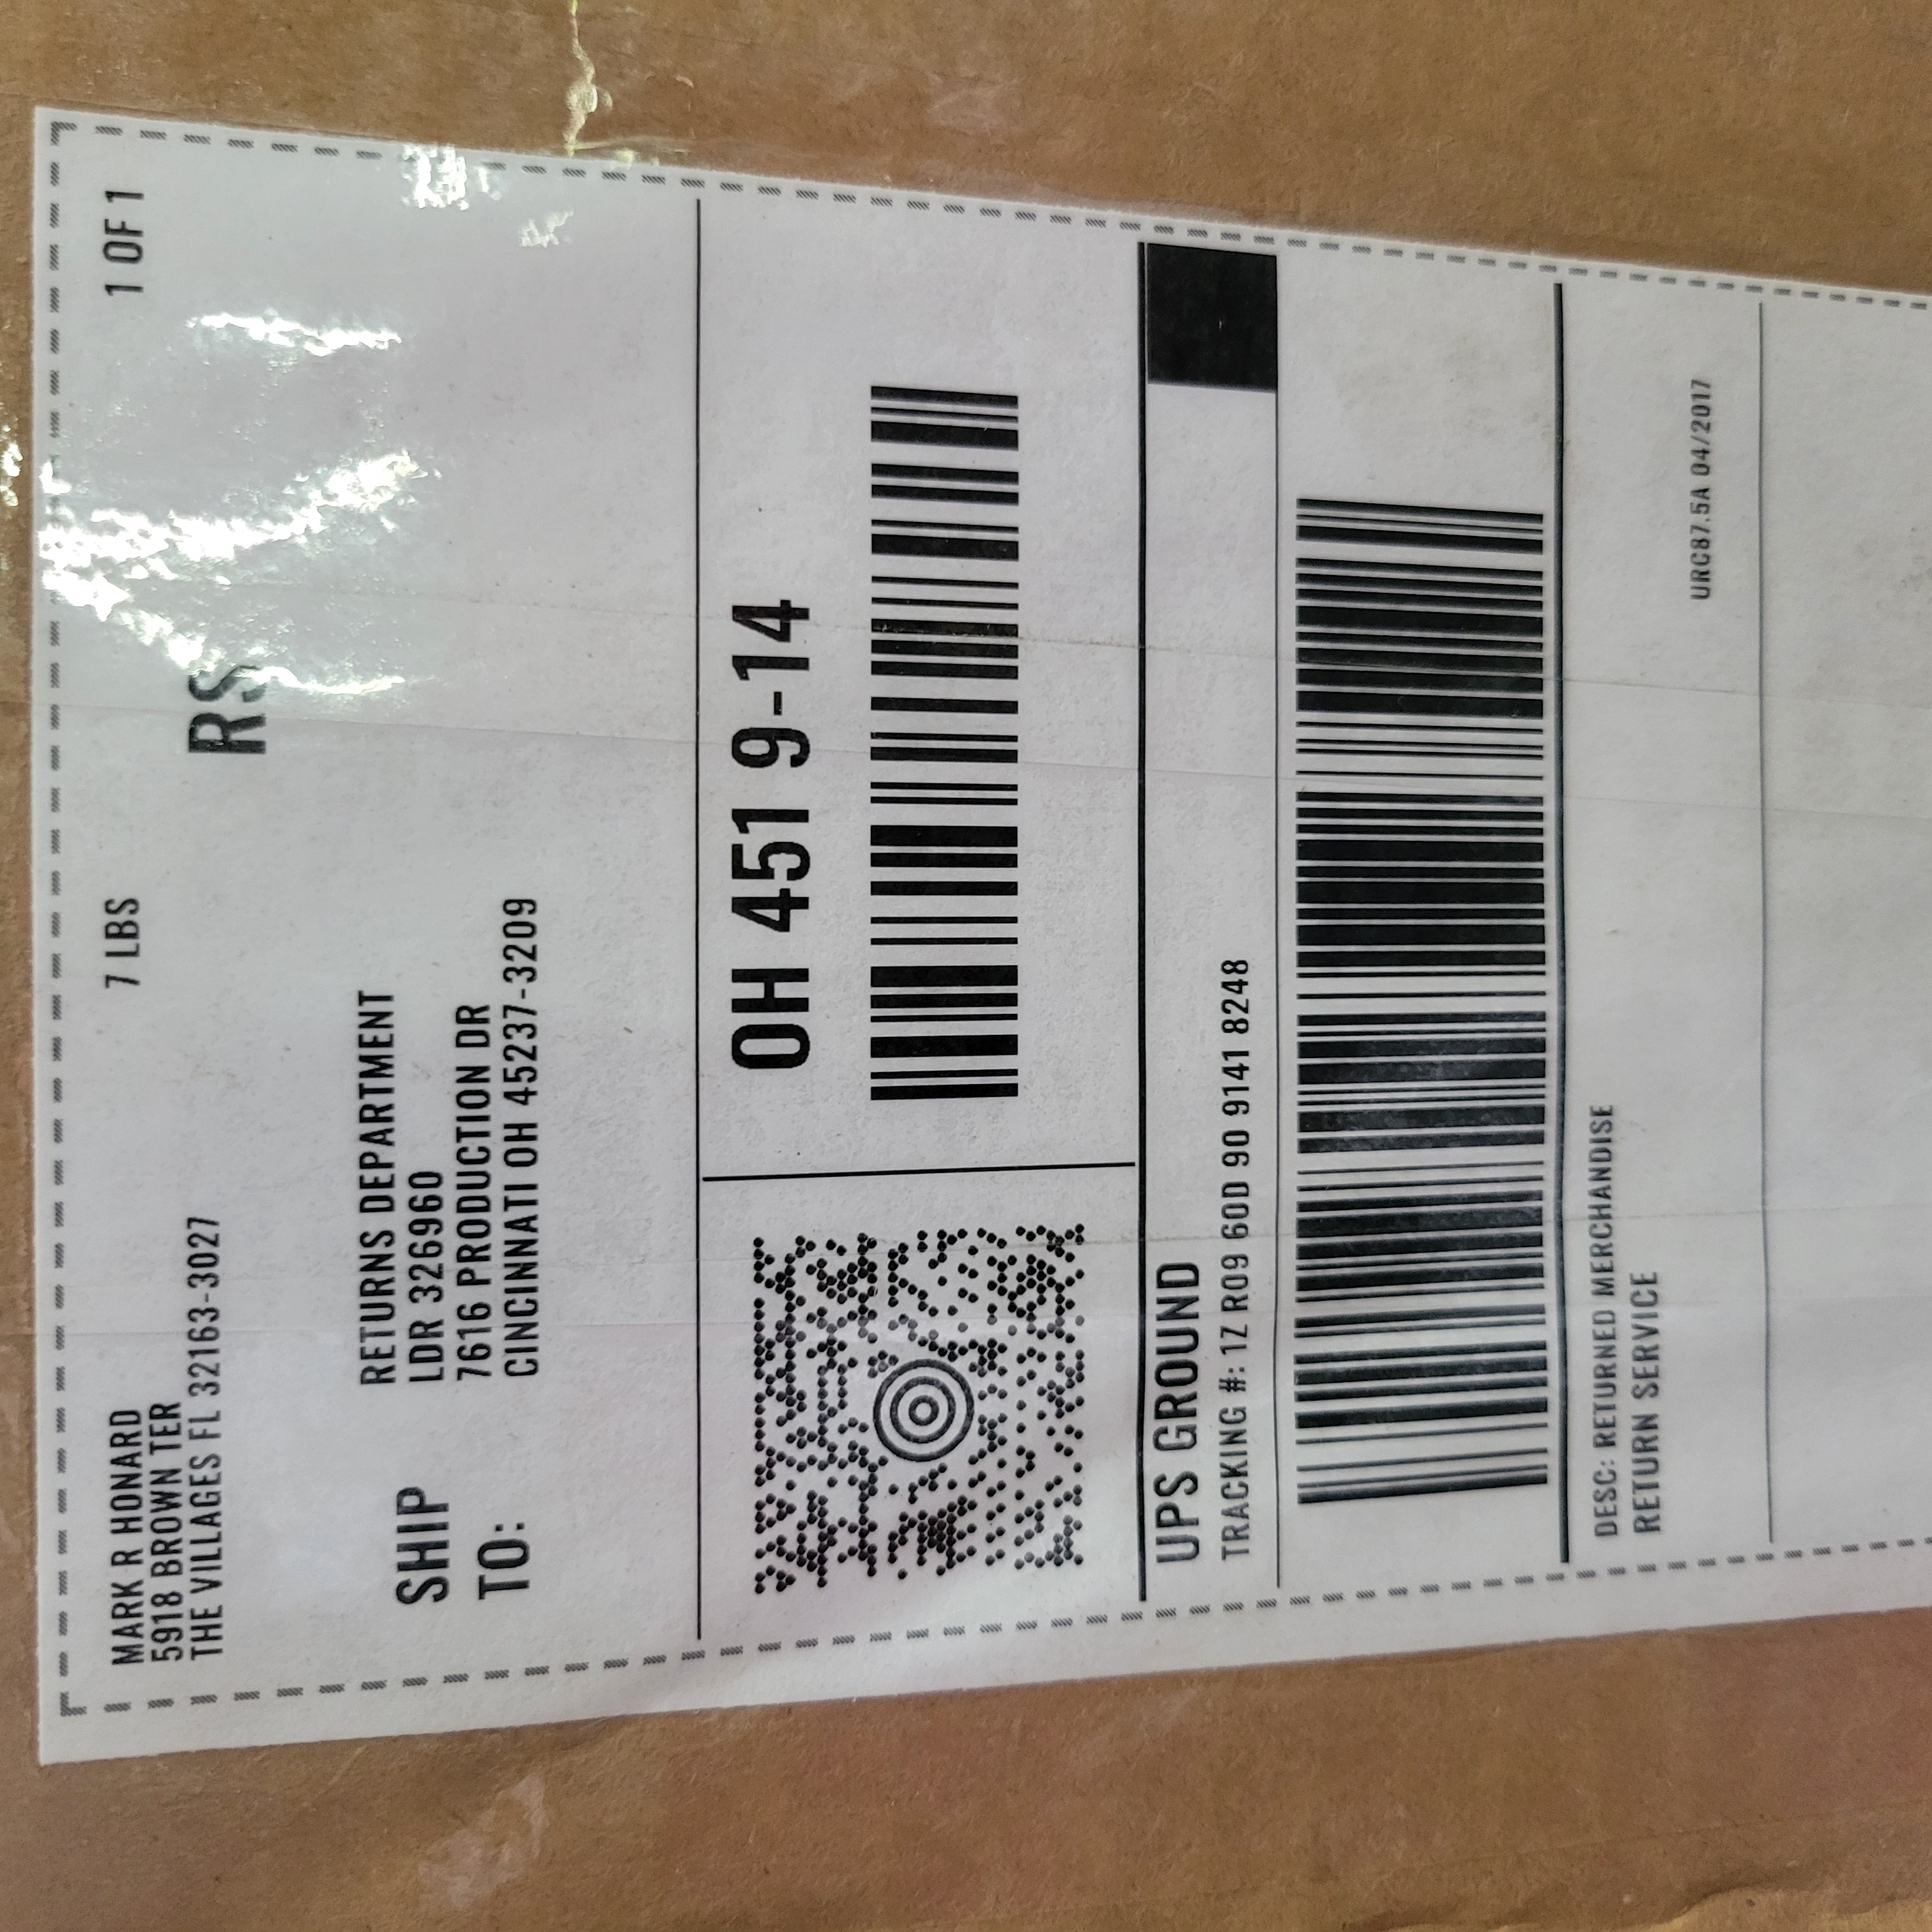 MARK R HONARD
5918 BROWN TER
THE VILLAGES FL 32163-3027
7 LBS
1 OF 1
RS
SHIP
TO:
RETURNS DEPARTMENT
LDR 326960
7616 PRODUCTION DR
CINCINNATI OH 45237-3209
OH 451 9-14
UPS GROUND
TRACKING #: 1Z R09 60D 90 9141 8248
DESC: RETURNED MERCHANDISE
RETURN SERVICE
URC87.5A 04/2017